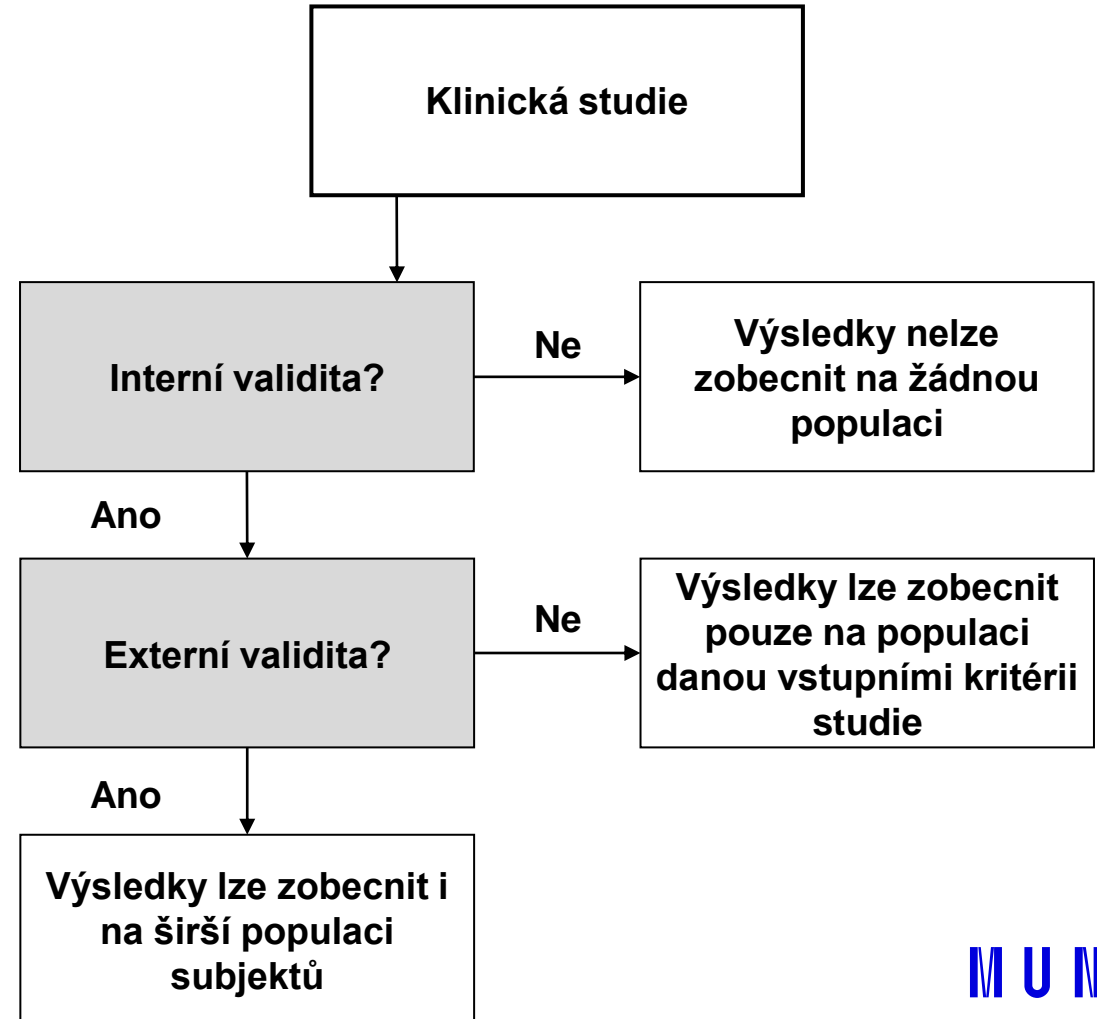 Klinická studie
Interní validita?
Ne
Výsledky nelze
zobecnit na žádnou
populaci
Ano
Externí validita?
Ne
Výsledky lze zobecnit
pouze na populaci
danou vstupními kritérii
studie
Ano
Výsledky lze zobecnit i
na širší populaci
subjektů
MUN